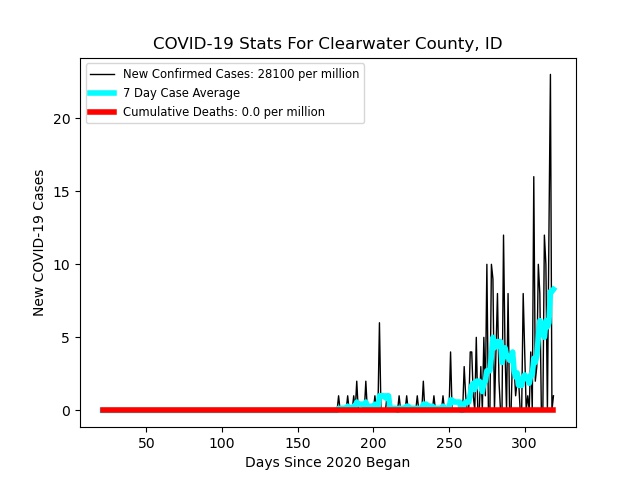 COVID-19 Stats For Clearwater County, ID
New Confirmed Cases: 28100 per million
7 Day Case Average
Cumulative Deaths: 0.0 per million
New COVID-19 Cases
20
15
10
5
0
50 100 150 200 250 300
Days Since 2020 Began